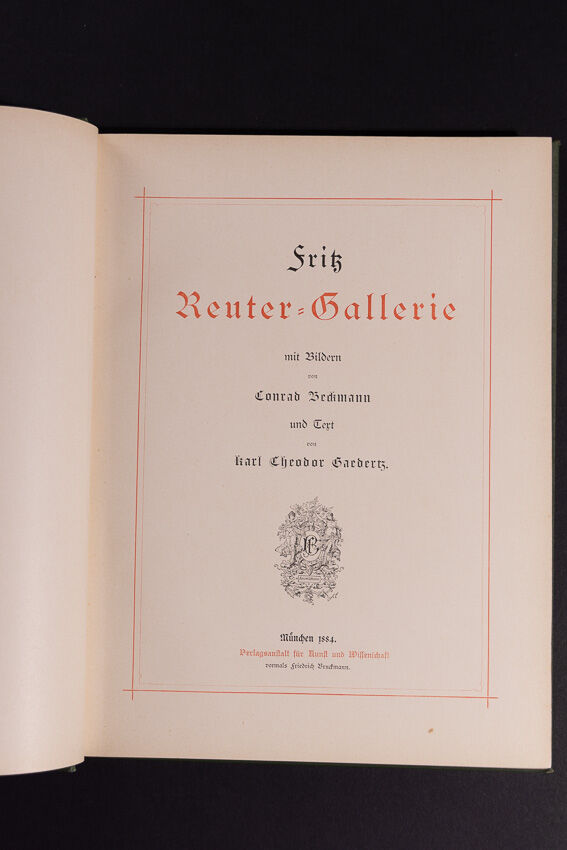 Fritz
Reuter-Gallerie
mit Bildern
von
Conrad Beckmann
und Text
von
Karl Theodor Gaedertz.
München 1884.
Verlagsanstalt für Kunst und Wissenschaft
vormals Friedrich Bruckmann.